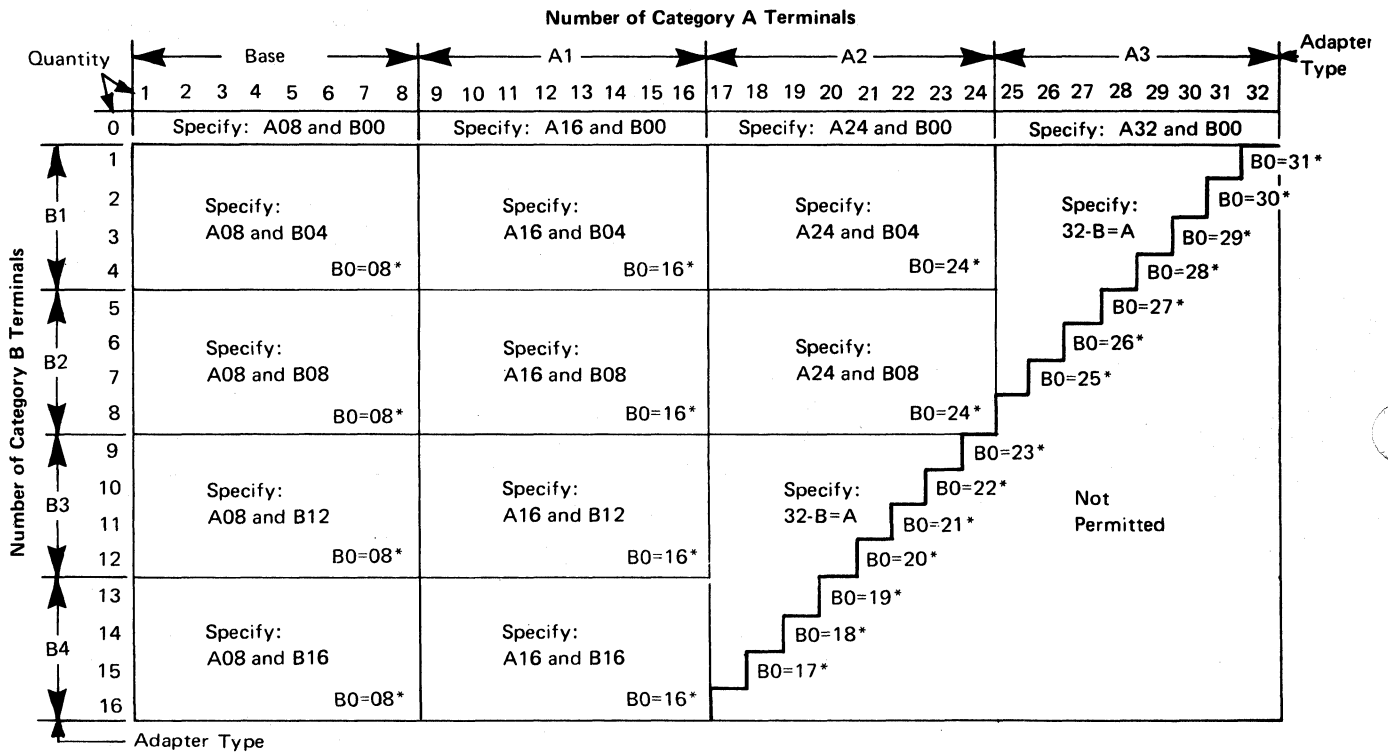 Number of Category A Terminals
Quantity
Base
A1
A2
A3
Adapter
Type
1 2 3 4 5 6 7 8 9 10 11 12 13 14 15 16 17 18 19 20 21 22 23 24 25 26 27 28 29 30 31 32
0 Specify: A08 and B00 Specify: A16 and B00 Specify: A24 and B00 Specify: A32 and B00
Number of Category B Terminals
B1
1
2
3
4
Specify:
A08 and B04
B0=08*
Specify:
A16 and B04
B0=16*
Specify:
A24 and B04
B0=24*
Specify:
32-B=A
B0=31*
B0=30*
B0=29*
B0=28*
B2
5
6
7
8
Specify:
A08 and B08
B0=08*
Specify:
A16 and B08
B0=16*
Specify:
A24 and B08
B0=24*
B0=27*
B0=26*
B0=25*
B3
9
10
11
12
Specify:
A08 and B12
B0=08*
Specify:
A16 and B12
B0=16*
Specify:
32-B=A
B0=23*
B0=22*
B0=21*
B0=20*
Not
Permitted
B4
13
14
15
16
Specify:
A08 and B16
B0=08*
Specify:
A16 and B16
B0=16*
B0=19*
B0=18*
B0=17*
Adapter Type